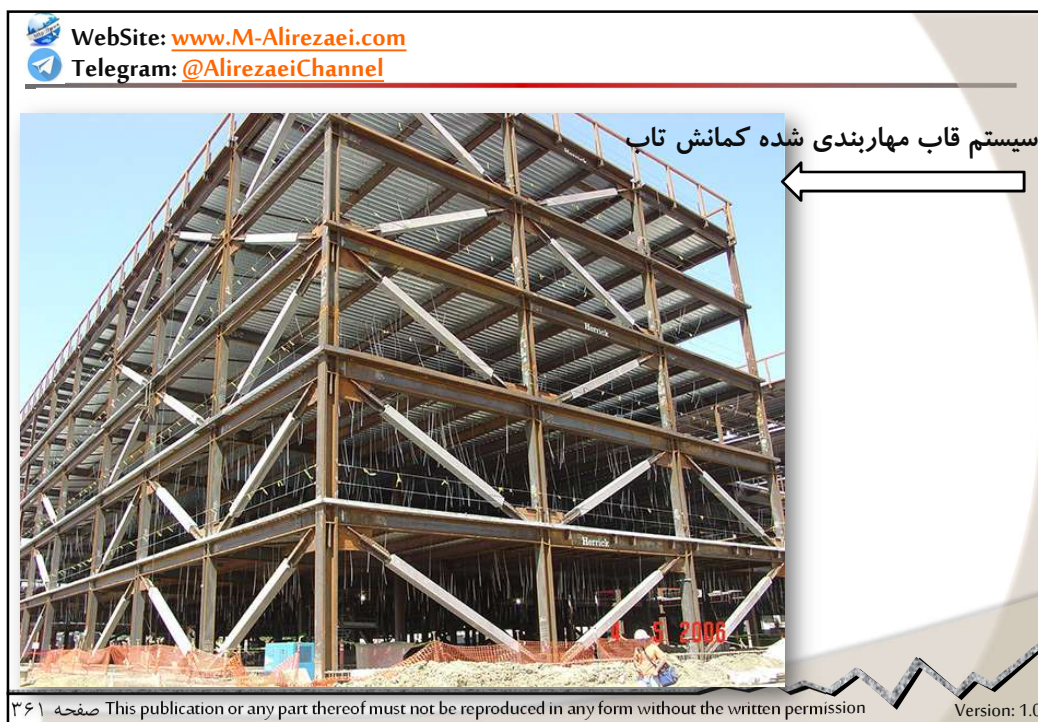 WebSite: www.M-Alirezaei.com
Telegram: @AlirezaeiChannel
سیستم قاب مهاربندی شده کمانش تاب
Herrick
Herrick
Herrick
4 5 2006
صفحه ۳۶۱ This publication or any part thereof must not be reproduced in any form without the written permission
Version: 1.0